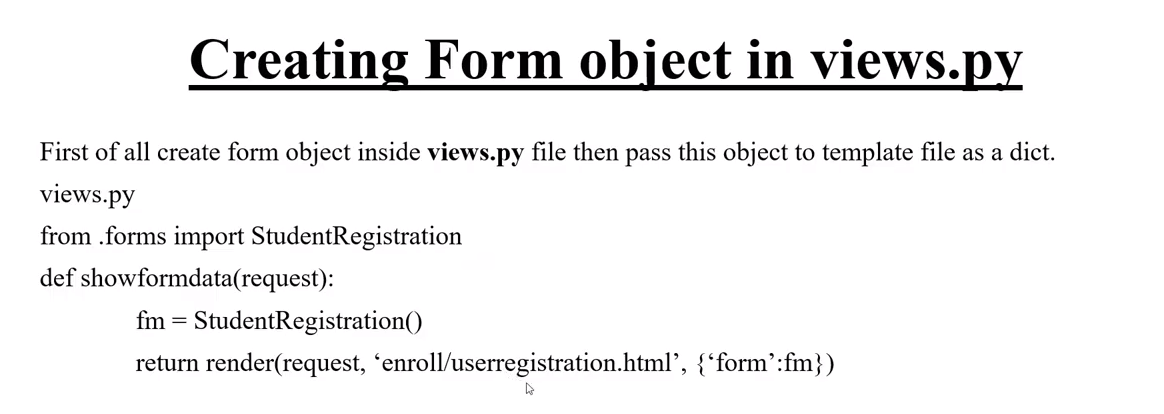 Creating Form object in views.py
First of all create form object inside views.py file then pass this object to template file as a dict.
views.py
from .forms import StudentRegistration
def showformdata(request):
fm = StudentRegistration()
return render(request, ‘enroll/userregistration.html’, {‘form’:fm})